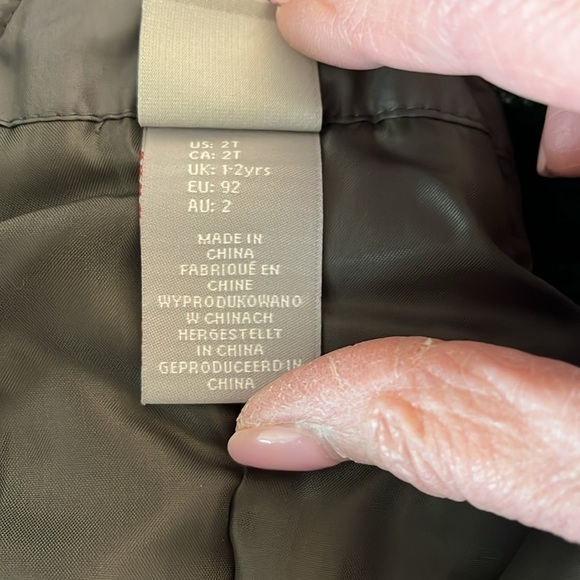 US: 2T
CA: 2T
UK: 1-2yrs
EU: 92
AU: 2
MADE IN
CHINA
FABRIQUÉ EN
CHINE
WYPRODUKOWANO
W CHINACH
HERGESTELLT
IN CHINA
GEPRODUCEERD IN
CHINA